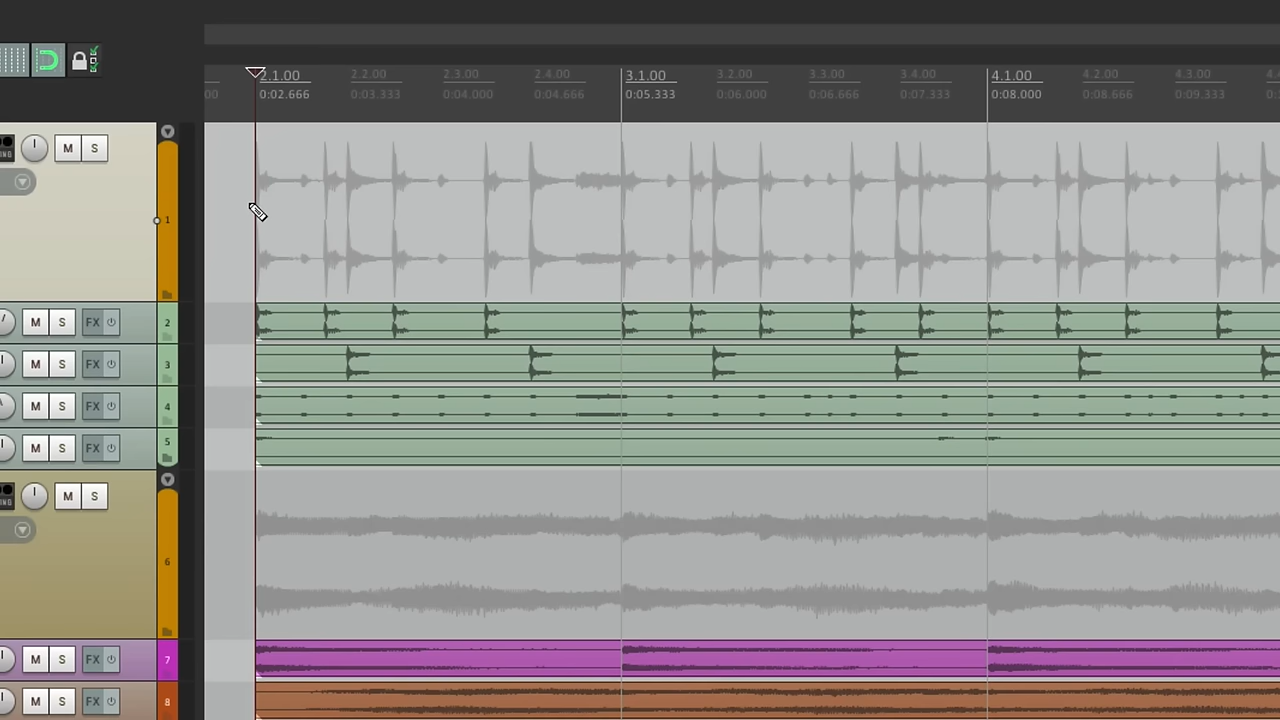 2.1.00 2.2.00 2.3.00 2.4.00 3.1.00 3.2.00 3.3.00 3.4.00 4.1.00 4.2.00 4.3.00
00 0:02.666 0:03.333 0:04.000 0:04.666 0:05.333 0:06.000 0:06.666 0:07.333 0:08.000 0:08.666 0:09.333
M S
1
M S FX 2
M S FX 3
M S FX 4
M S FX 5
M S
6
M S FX 7
M S FX 8